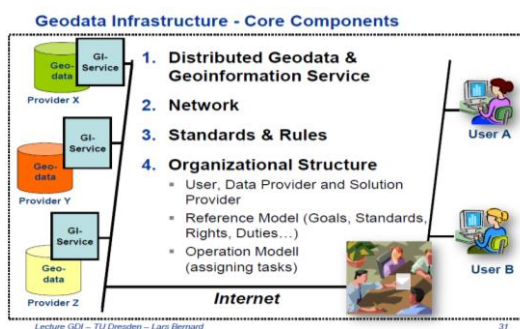 Geodata Infrastructure - Core Components
Geo-
data
GI-
Service
Provider X
GI-
Service
Geo-
data
Provider Y
GI-
Service
Geo-
data
Provider Z
1. Distributed Geodata &
Geoinformation Service
2. Network
3. Standards & Rules
4. Organizational Structure
▪ User, Data Provider and Solution
Provider
▪ Reference Model (Goals, Standards,
Rights, Duties...)
▪ Operation Modell
(assigning tasks)
Internet
User A
User B
Lecture GDI – TU Dresden – Lars Bernard
31